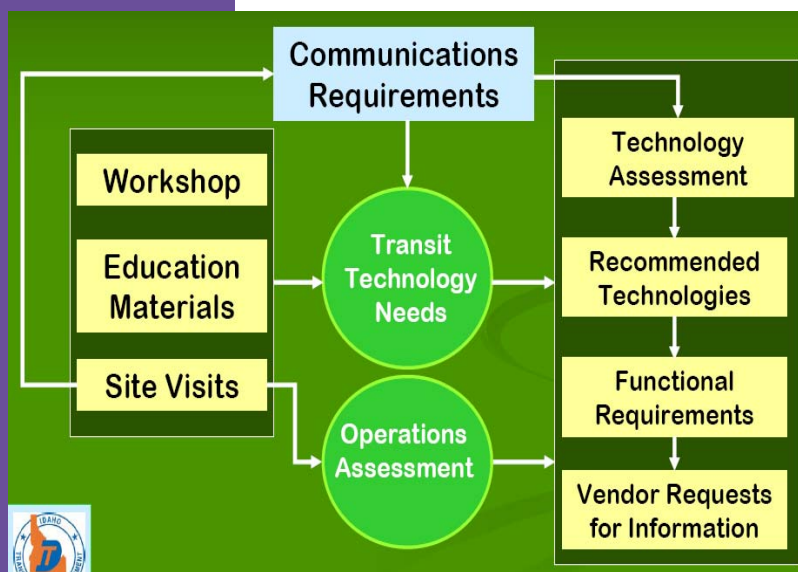 Communications
Requirements
Workshop
Education
Materials
Site Visits
Transit
Technology
Needs
Operations
Assessment
Technology
Assessment
Recommended
Technologies
Functional
Requirements
Vendor Requests
for Information
IDAHO